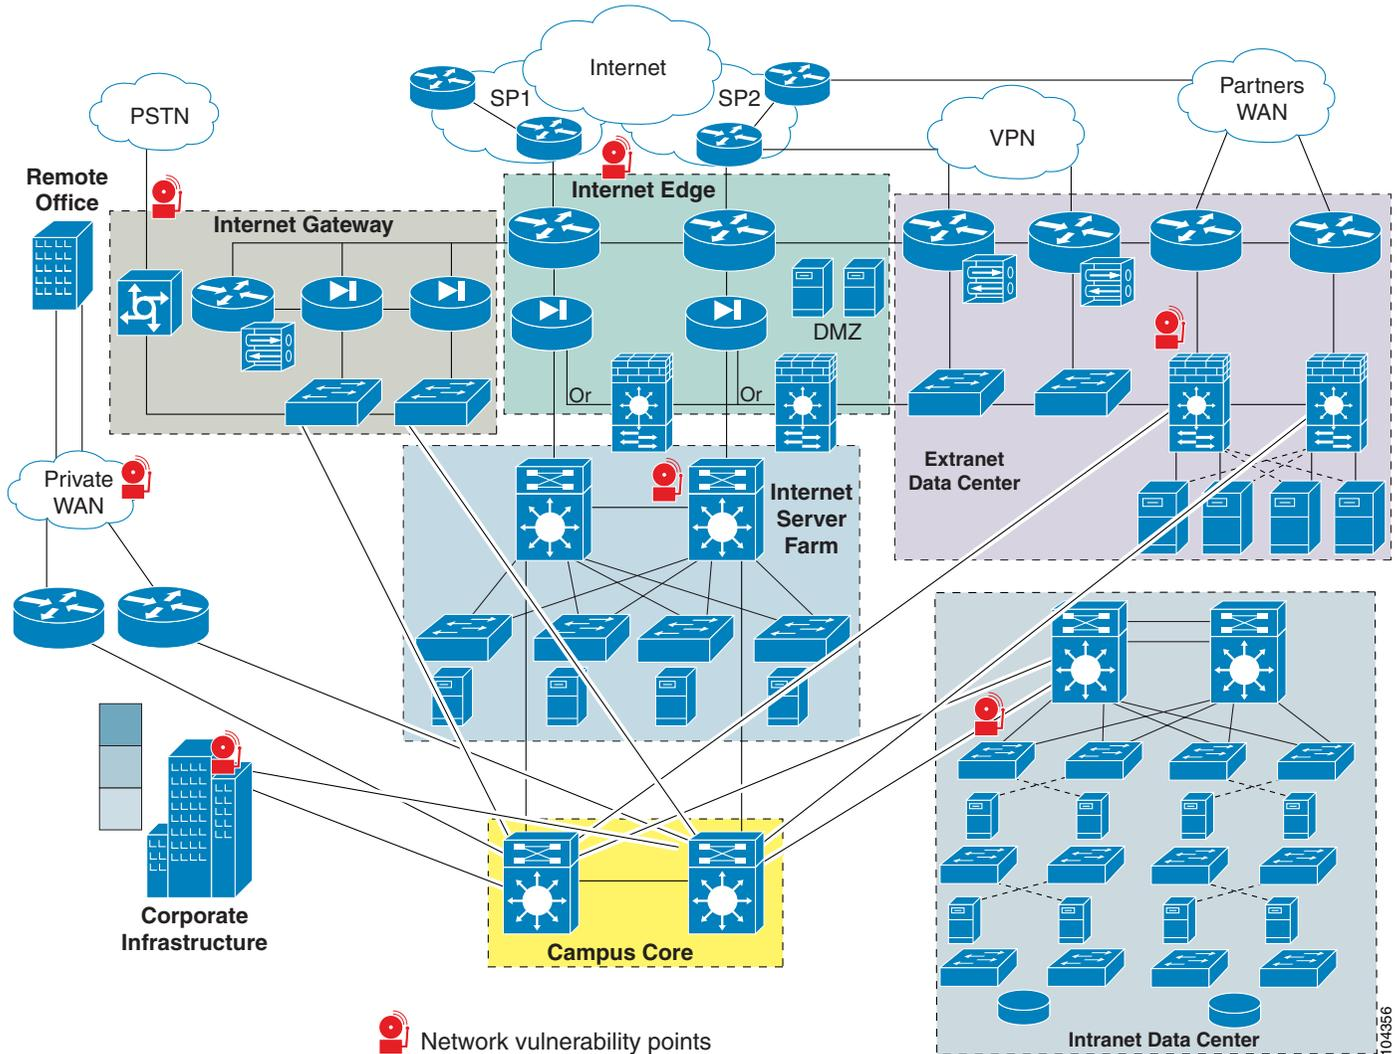 Internet
SP1
SP2
PSTN
Partners
WAN
VPN
Remote
Office
Internet Edge
Internet Gateway
DMZ
Or
Or
Private
WAN
Extranet
Data Center
Internet
Server
Farm
Corporate
Infrastructure
Campus Core
Intranet Data Center
Network vulnerability points
104356